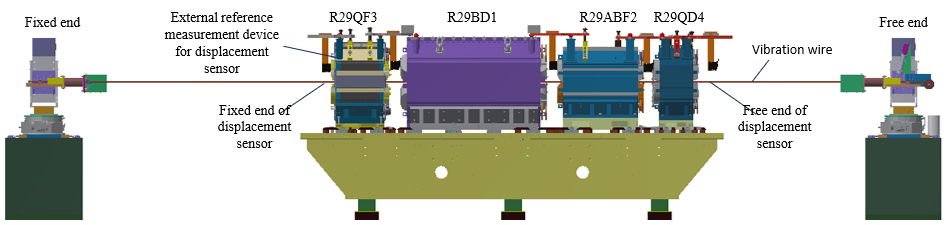 Fixed end
External reference
measurement device
for displacement
sensor
R29QF3
R29BD1
R29ABF2
R29QD4
Free end
Vibration wire
Fixed end of
displacement
sensor
Free end of
displacement
sensor